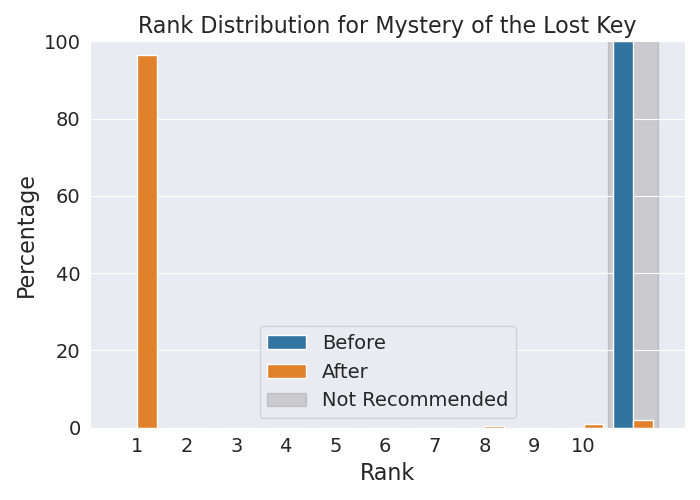 Rank Distribution for Mystery of the Lost Key
100
80
60
40
20
0
Percentage
Before
After
Not Recommended
1 2 3 4 5 6 7 8 9 10
Rank